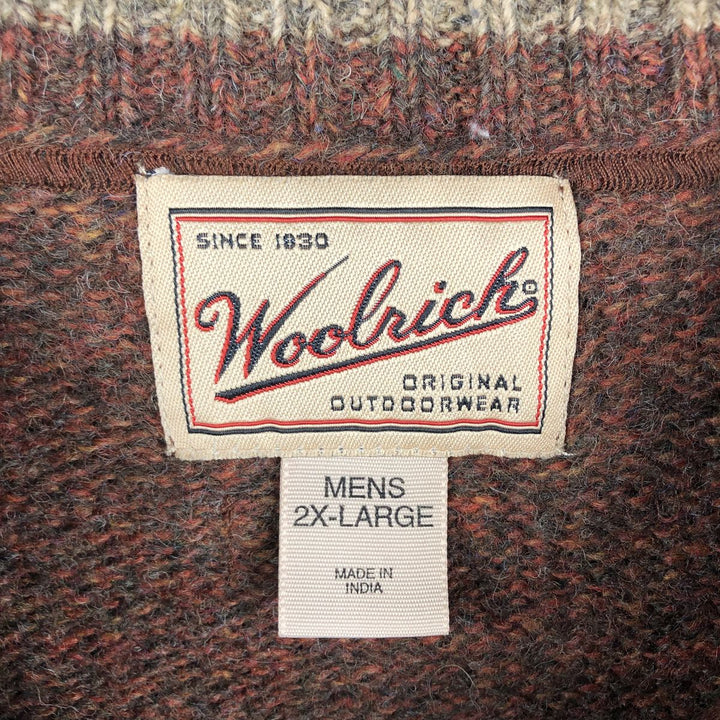 SINCE 1830
Woolrich
ORIGINAL
OUTDOORWEAR
MENS
2X-LARGE
MADE IN
INDIA